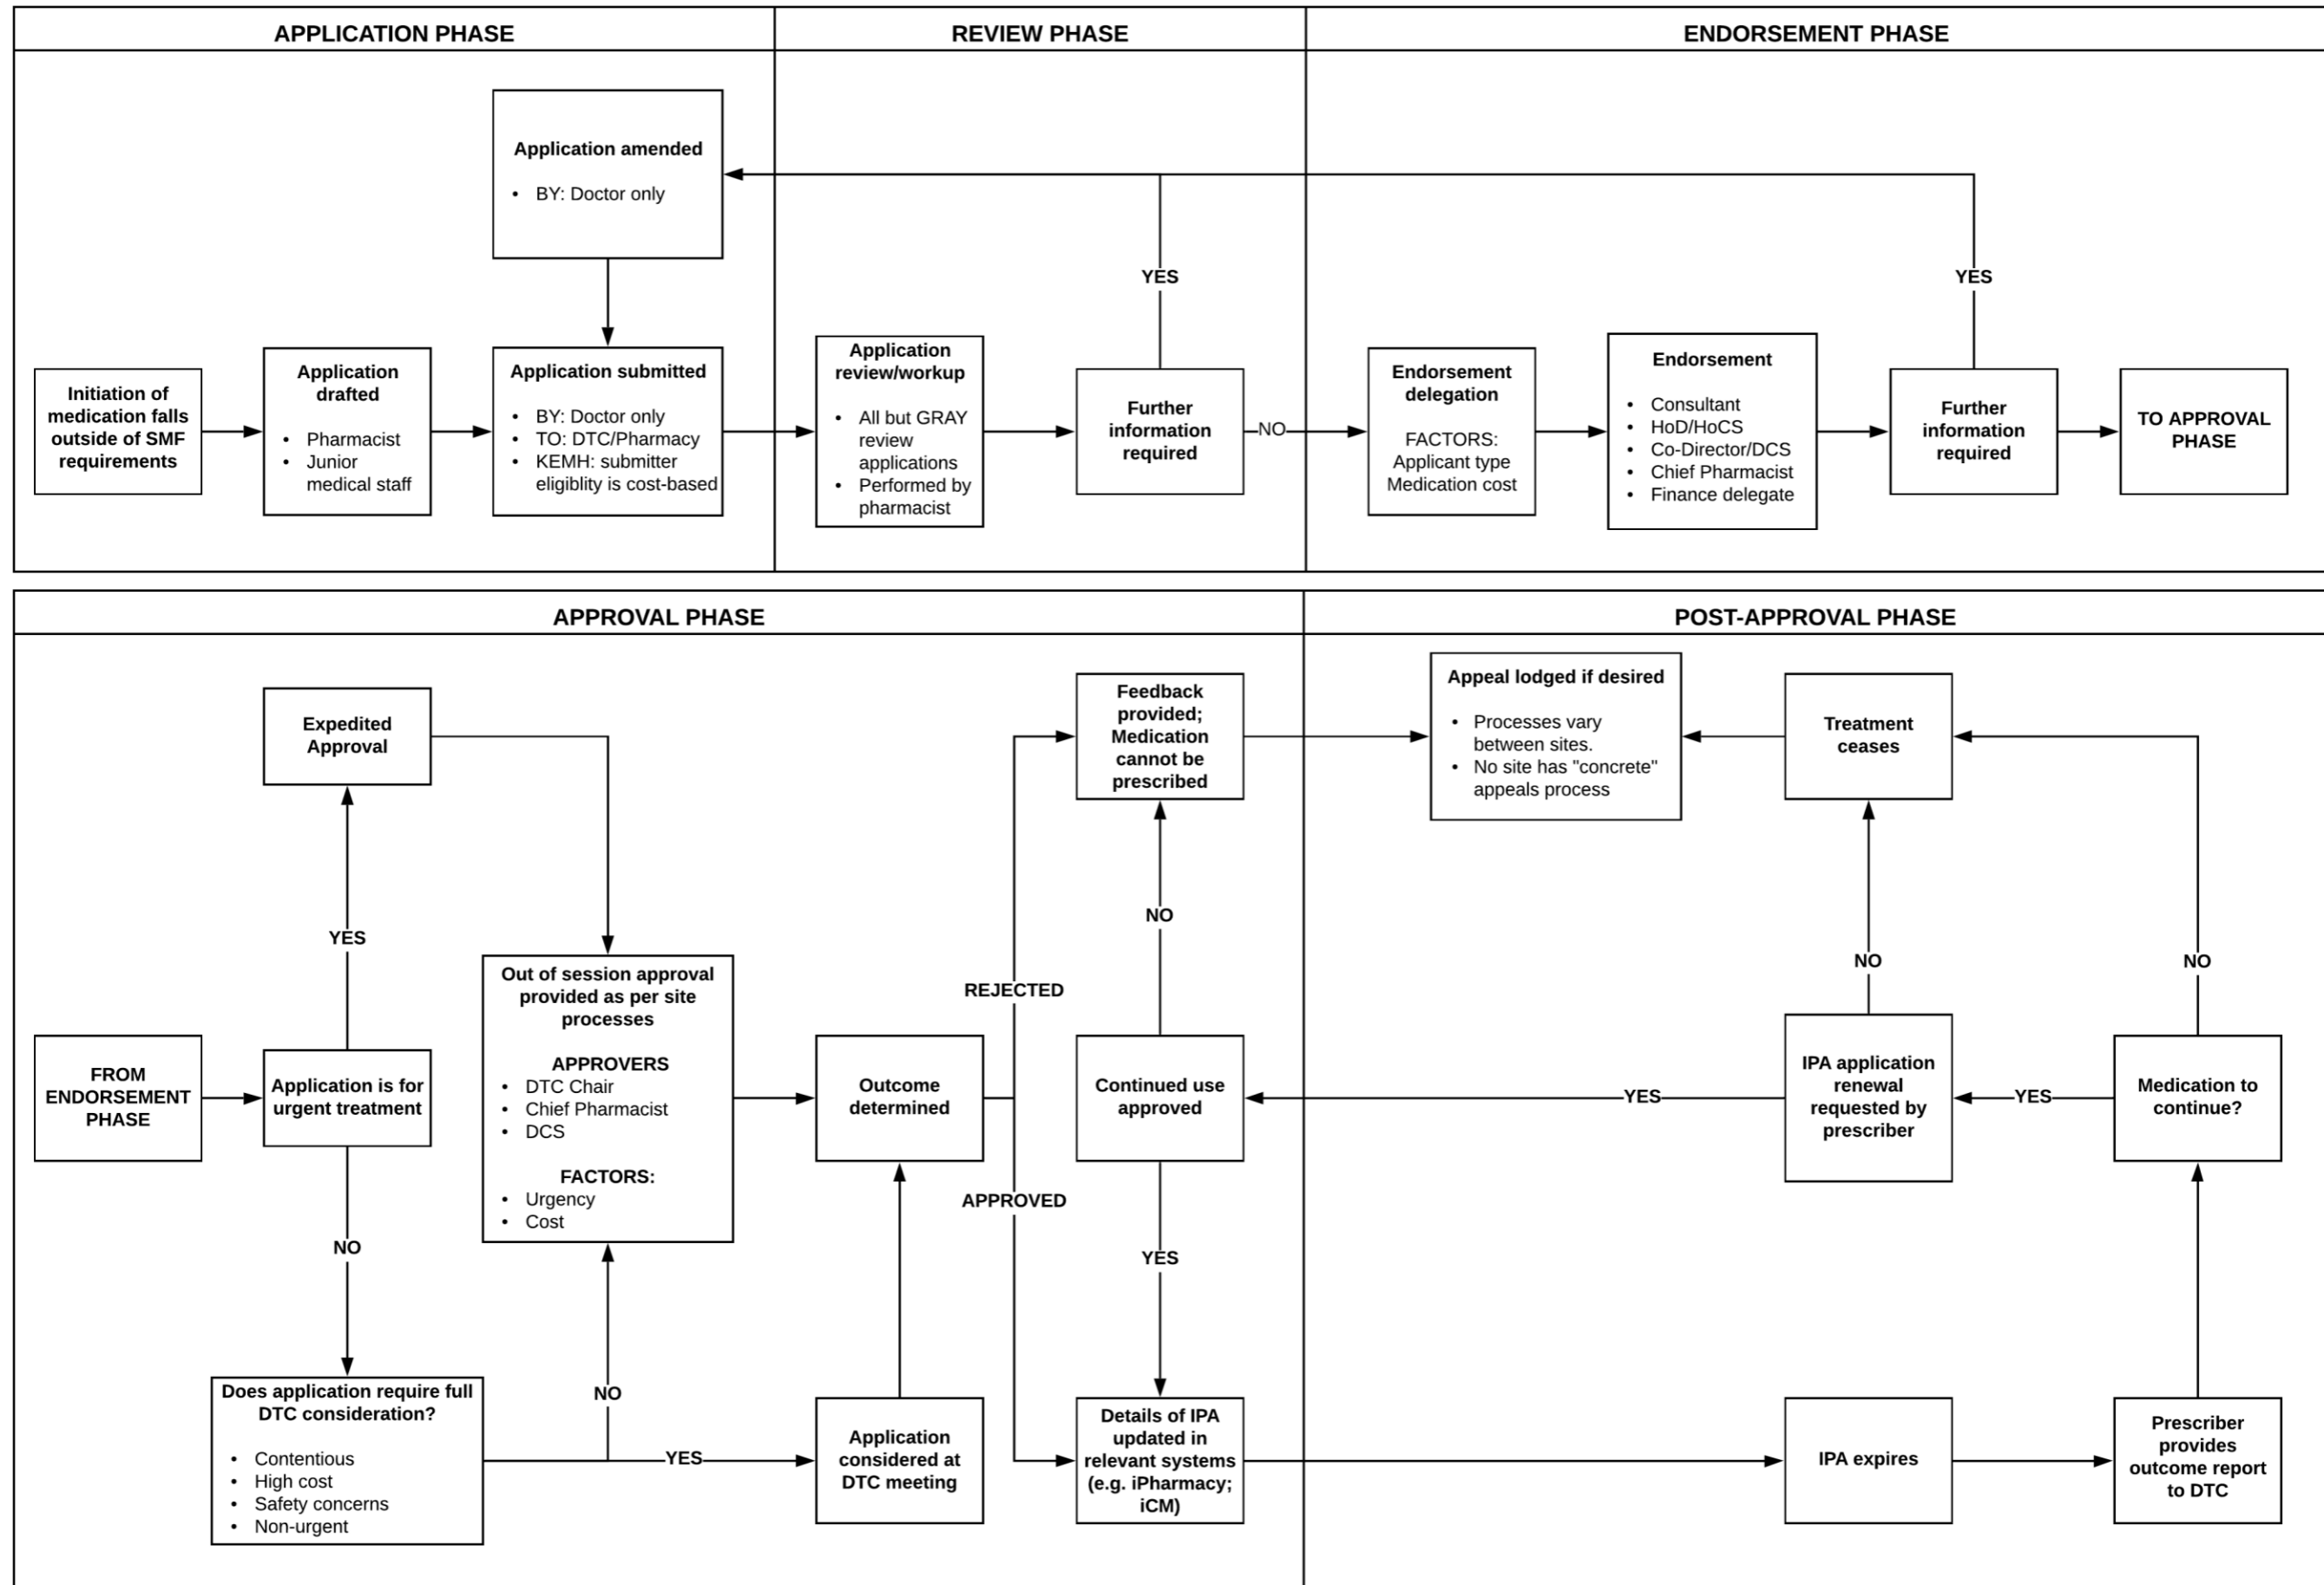 APPLICATION PHASE
REVIEW PHASE
ENDORSEMENT PHASE
Application amended
• BY: Doctor only
YES
YES
Initiation of
medication falls
outside of SMF
requirements
Application
drafted
• Pharmacist
• Junior
medical staff
Application submitted
• BY: Doctor only
• TO: DTC/Pharmacy
• KEMH: submitter
eligiblity is cost-based
Application
review/workup
• All but GRAY
review
applications
• Performed by
pharmacist
Further
information
required
NO
Endorsement
delegation
FACTORS:
Applicant type
Medication cost
Endorsement
• Consultant
• HoD/HoCS
• Co-Director/DCS
• Chief Pharmacist
• Finance delegate
Further
information
required
TO APPROVAL
PHASE
APPROVAL PHASE
POST-APPROVAL PHASE
Expedited
Approval
Feedback
provided;
Medication
cannot be
prescribed
Appeal lodged if desired
• Processes vary
between sites.
• No site has "concrete"
appeals process
Treatment
ceases
YES
NO
NO
NO
REJECTED
FROM
ENDORSEMENT
PHASE
Application is for
urgent treatment
Out of session approval
provided as per site
processes
APPROVERS
• DTC Chair
• Chief Pharmacist
• DCS
FACTORS:
• Urgency
• Cost
Outcome
determined
Continued use
approved
YES
IPA application
renewal
requested by
prescriber
YES
Medication to
continue?
APPROVED
NO
YES
NO
Does application require full
DTC consideration?
• Contentious
• High cost
• Safety concerns
• Non-urgent
YES
Application
considered at
DTC meeting
Details of IPA
updated in
relevant systems
(e.g. iPharmacy;
iCM)
IPA expires
Prescriber
provides
outcome report
to DTC